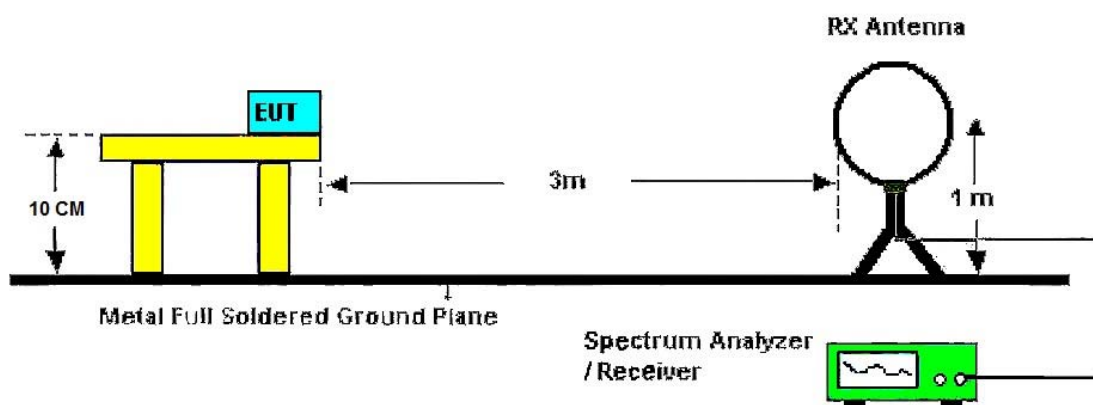 RX Antenna
EUT
3m
10 CM
1 m
Metal Full Soldered Ground Plane
Spectrum Analyzer
/ Receiver